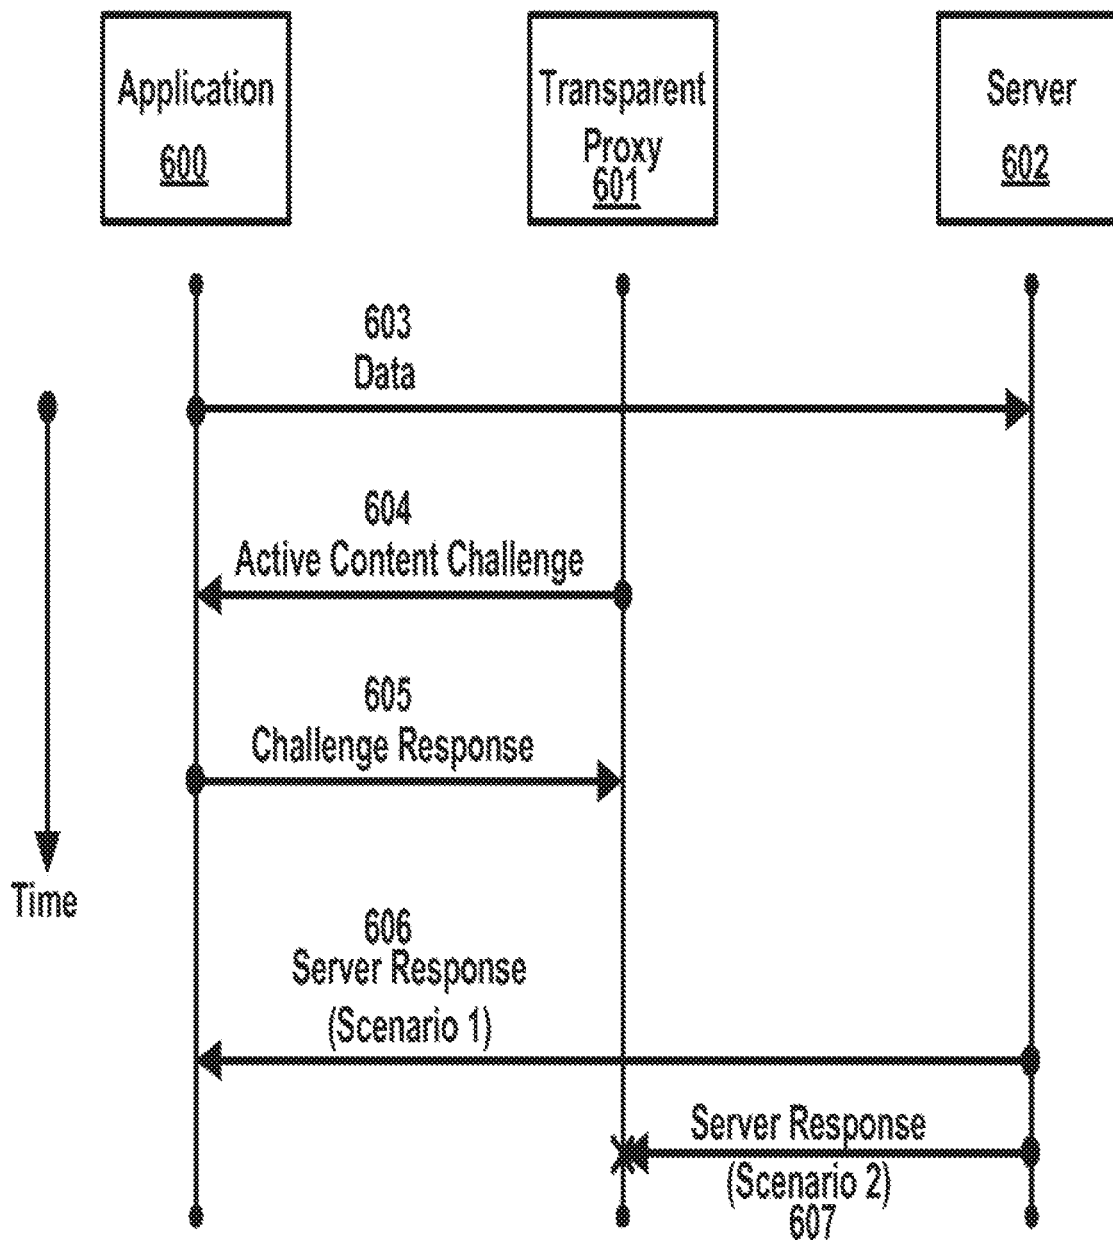 Application
600
Transparent
Proxy
601
Server
602
603
Data
604
Active Content Challenge
605
Challenge Response
Time
606
Server Response
(Scenario 1)
Server Response
(Scenario 2)
607